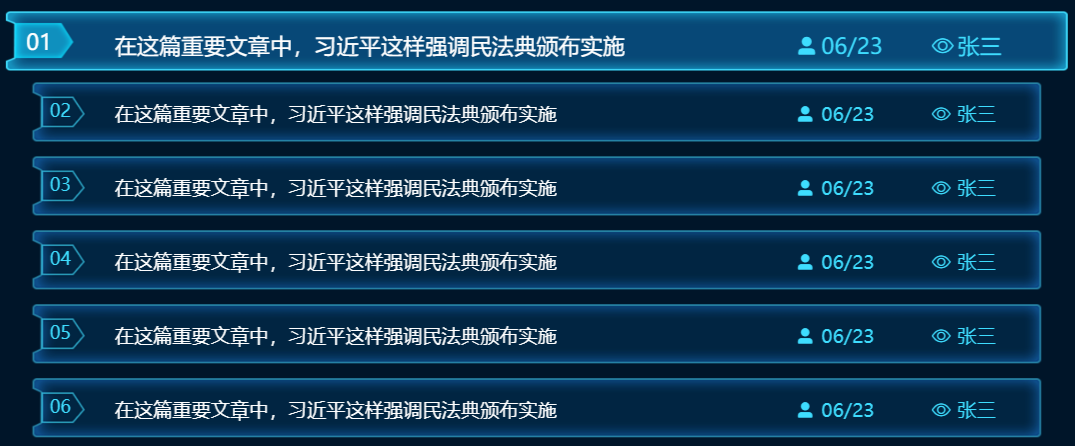 01 在这篇重要文章中，习近平这样强调民法典颁布实施 06/23 张三
02 在这篇重要文章中，习近平这样强调民法典颁布实施 06/23 张三
03 在这篇重要文章中，习近平这样强调民法典颁布实施 06/23 张三
04 在这篇重要文章中，习近平这样强调民法典颁布实施 06/23 张三
05 在这篇重要文章中，习近平这样强调民法典颁布实施 06/23 张三
06 在这篇重要文章中，习近平这样强调民法典颁布实施 06/23 张三